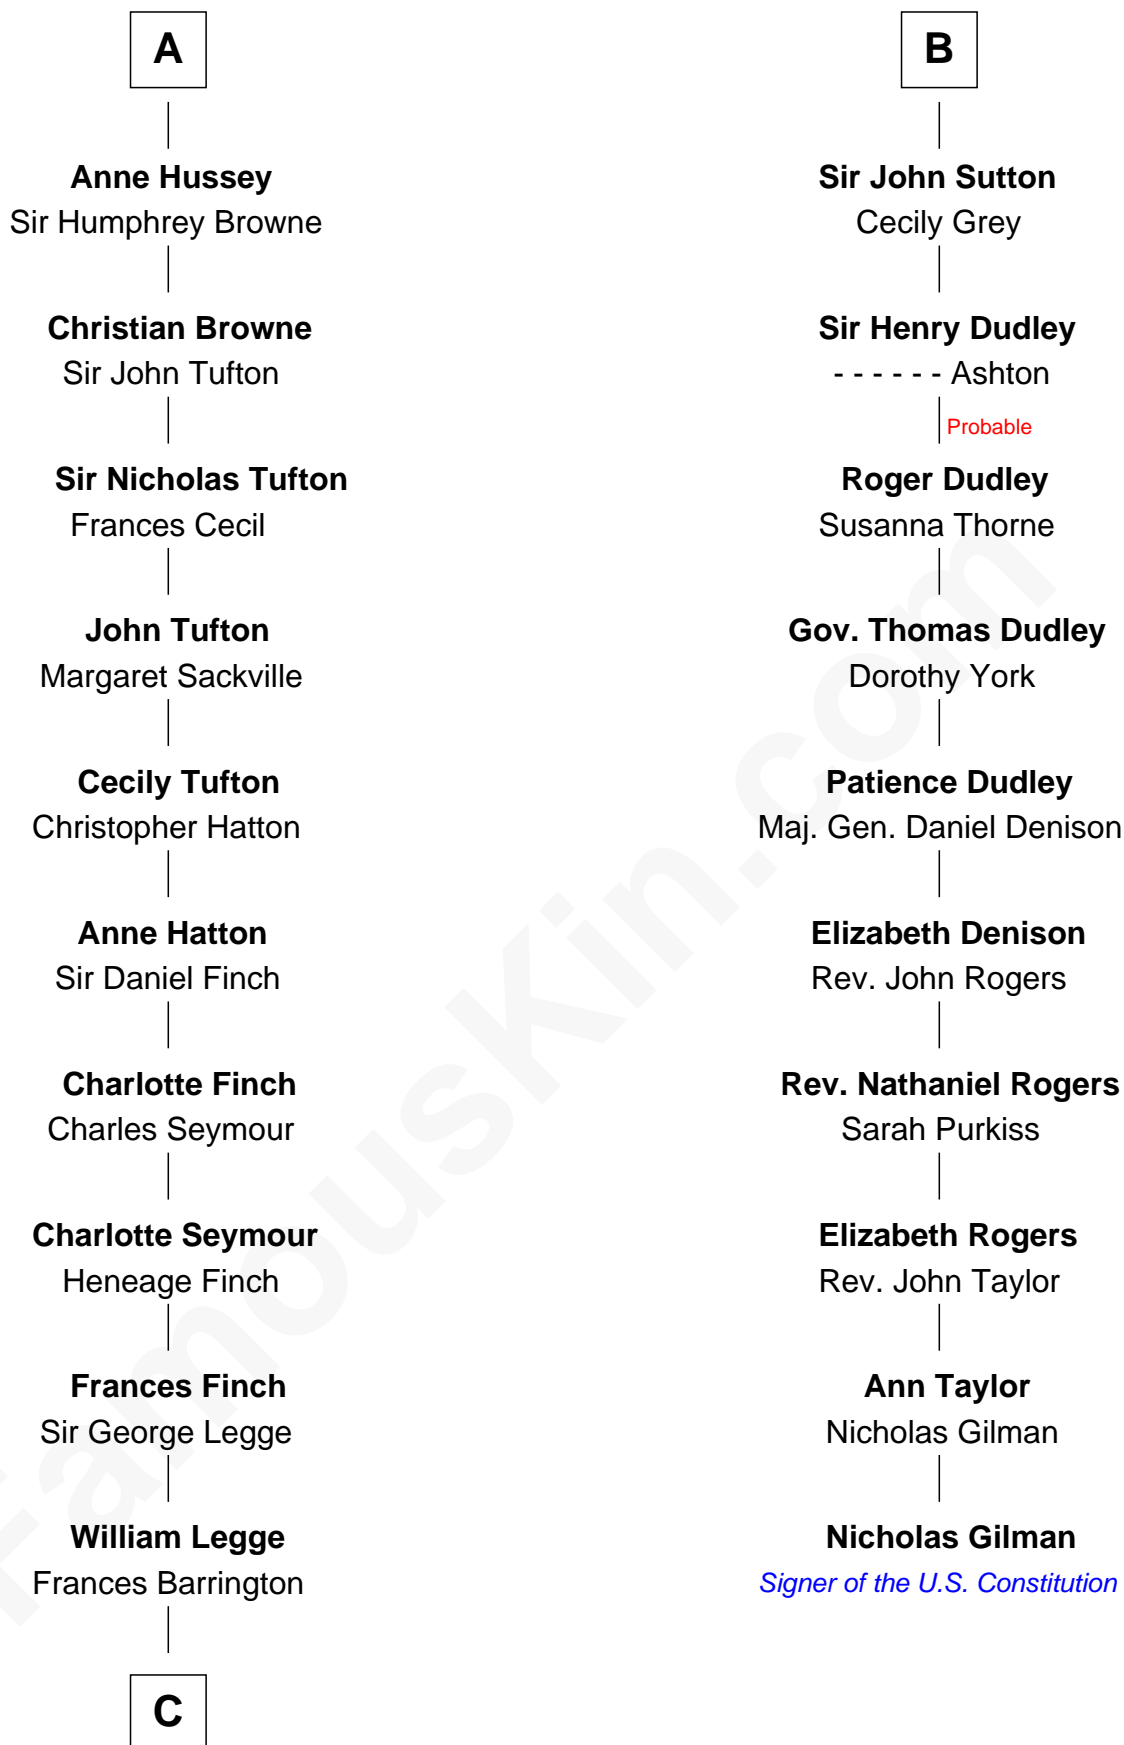 A
Anne Hussey
Sir Humphrey Browne
Christian Browne
Sir John Tufton
Sir Nicholas Tufton
Frances Cecil
John Tufton
Margaret Sackville
Cecily Tufton
Christopher Hatton
Anne Hatton
Sir Daniel Finch
Charlotte Finch
Charles Seymour
Charlotte Seymour
Heneage Finch
Frances Finch
Sir George Legge
William Legge
Frances Barrington
C
B
Sir John Sutton
Cecily Grey
Sir Henry Dudley
- - - - - - Ashton
Probable
Roger Dudley
Susanna Thorne
Gov. Thomas Dudley
Dorothy York
Patience Dudley
Maj. Gen. Daniel Denison
Elizabeth Denison
Rev. John Rogers
Rev. Nathaniel Rogers
Sarah Purkiss
Elizabeth Rogers
Rev. John Taylor
Ann Taylor
Nicholas Gilman
Nicholas Gilman
Signer of the U.S. Constitution
FamousKin.com